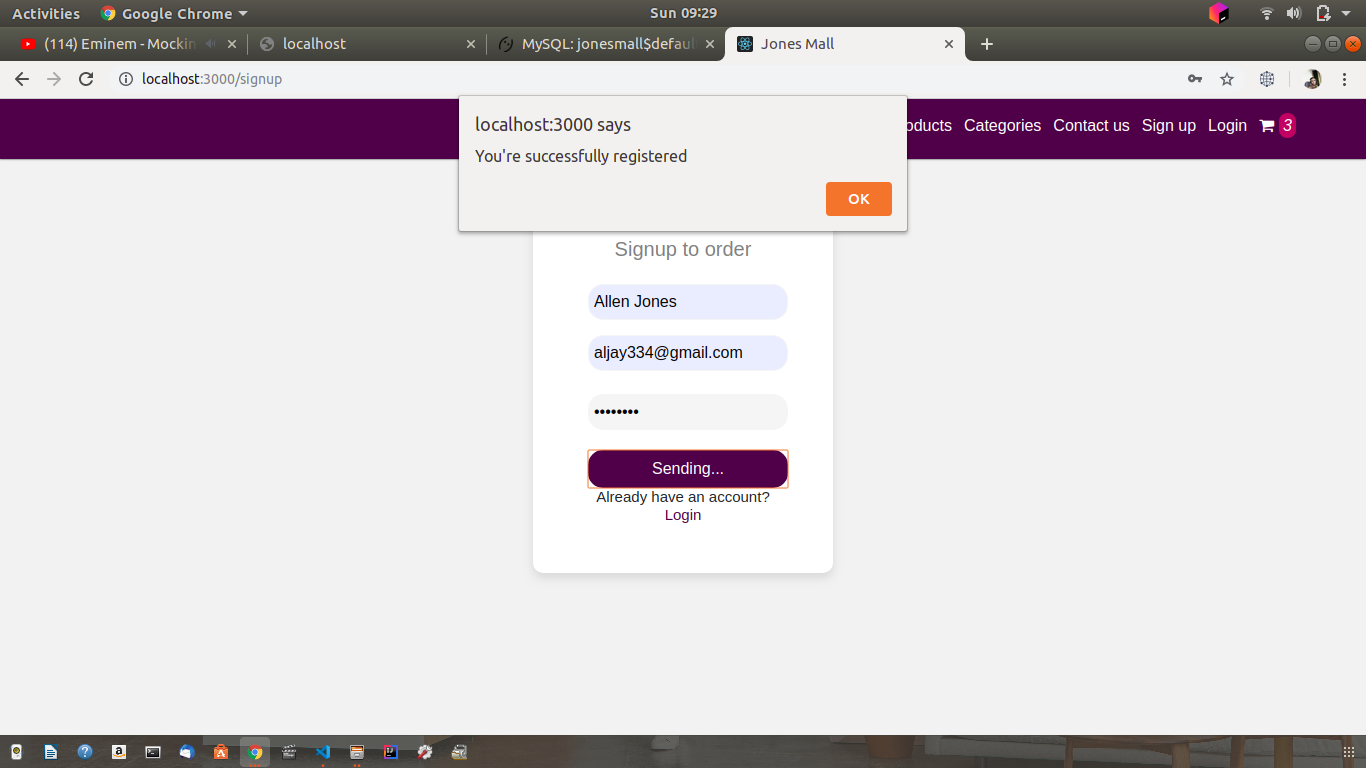 Activities
Google Chrome
Sun 09:29
(114) Eminem - Mockin
localhost
MySQL: jonesmall$defaul
Jones Mall
localhost:3000/signup
localhost:3000 says
You're successfully registered
OK
oducts
Categories
Contact us
Sign up
Login
3
Signup to order
Allen Jones
aljay334@gmail.com
••••••••
Sending...
Already have an account?
Login